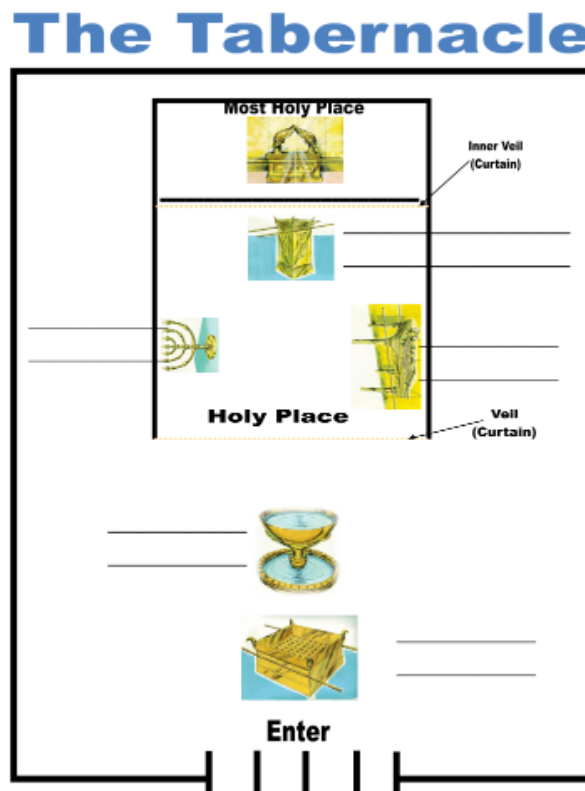 The Tabernacle
Most Holy Place
Inner Veil
(Curtain)
Holy Place
Veil
(Curtain)
Enter